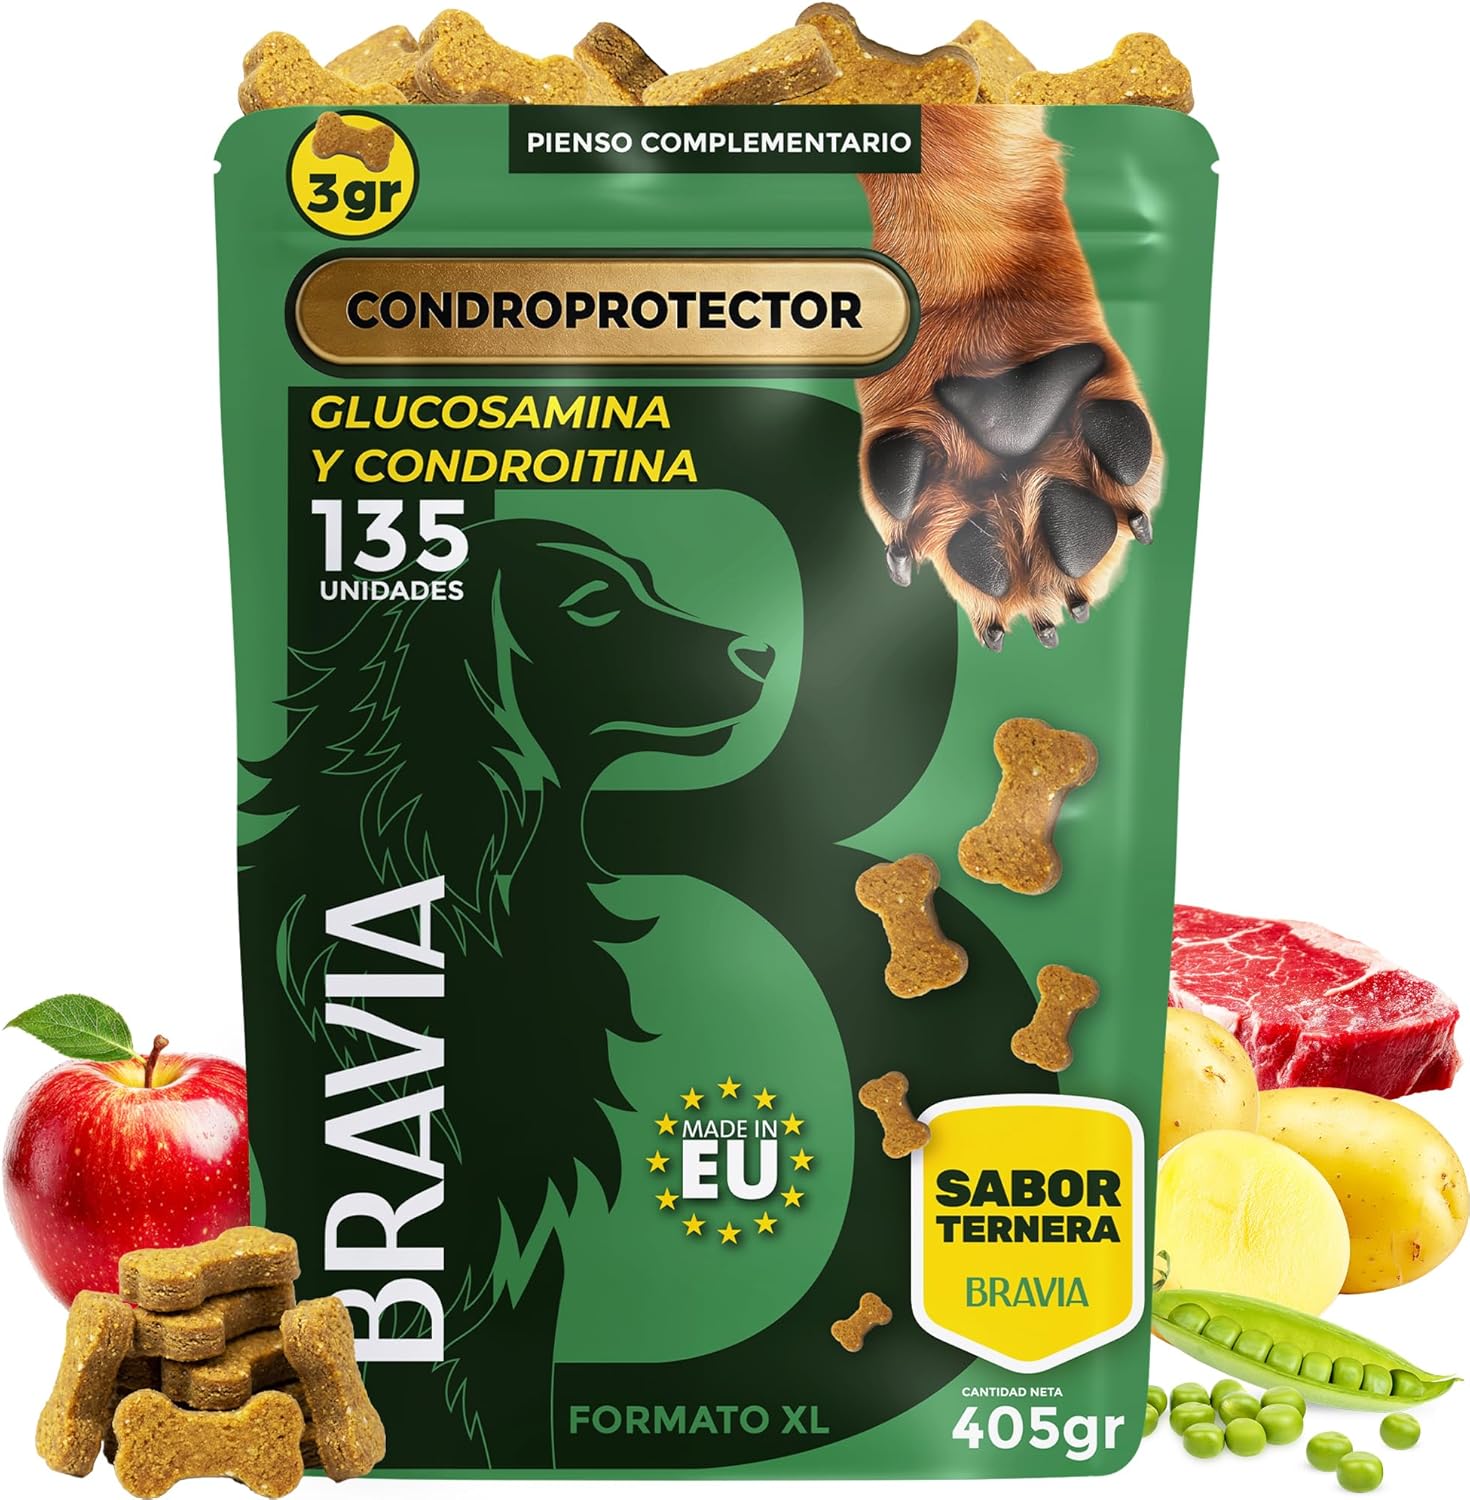 PIENSO COMPLEMENTARIO
3gr
CONDROPROTECTOR
GLUCOSAMINA
Y CONDROITINA
135
UNIDADES
BRAVIA
MADE IN
EU
SABOR
TERNERA
BRAVIA
FORMATO XL
CANTIDAD NETA
405gr